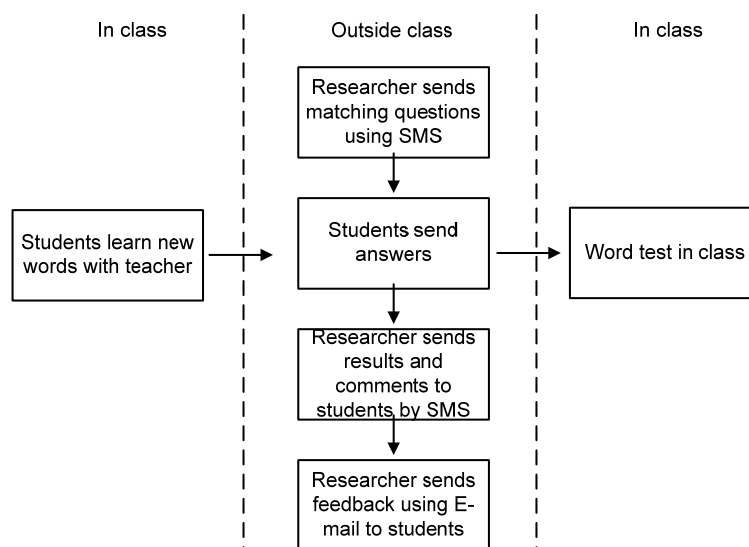 In class
Outside class
In class
Researcher sends
matching questions
using SMS
Students learn new
words with teacher
Students send
answers
Word test in class
Researcher sends
results and
comments to
students by SMS
Researcher sends
feedback using E-
mail to students